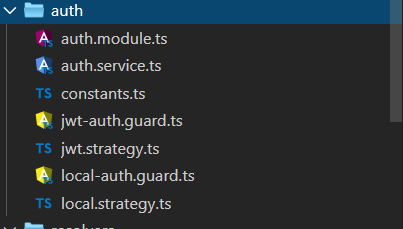 auth
auth.module.ts
auth.service.ts
TS constants.ts
jwt-auth.guard.ts
TS jwt.strategy.ts
local-auth.guard.ts
TS local.strategy.ts